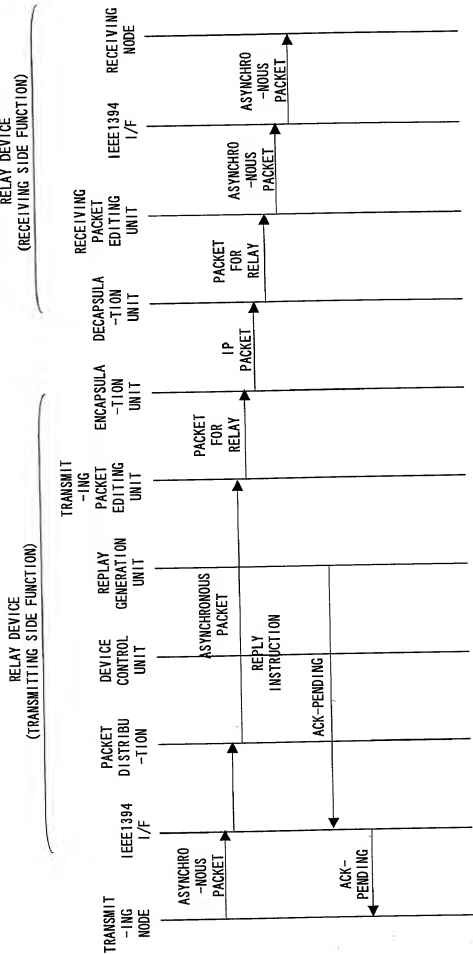 RELAY DEVICE
(TRANSMITTING SIDE FUNCTION)
RELAY DEVICE
(RECEIVING SIDE FUNCTION)
TRANSMIT
-ING
NODE
IEEE1394
I/F
PACKET
DISTRIBU
-TION
DEVICE
CONTROL
UNIT
REPLAY
GENERATION
UNIT
TRANSMIT
-ING
PACKET
EDITING
UNIT
ENCAPSULA
-TION
UNIT
DECAPSULA
-TION
UNIT
RECEIVING
PACKET
EDITING
UNIT
IEEE1394
I/F
RECEIVING
NODE
ASYNCHRO
-NOUS
PACKET
ASYNCHRONOUS
PACKET
PACKET
FOR
RELAY
IP
PACKET
PACKET
FOR
RELAY
ASYNCHRO
-NOUS
PACKET
ASYNCHRO
-NOUS
PACKET
REPLY
INSTRUCTION
ACK-PENDING
ACK-
PENDING